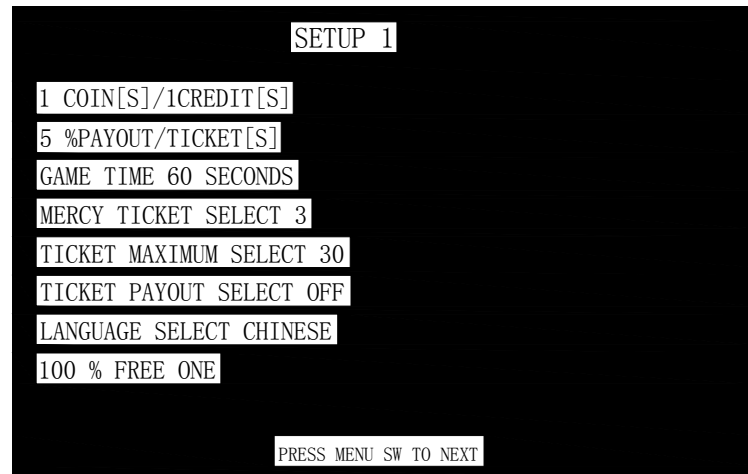 SETUP 1
1 COIN[S]/1CREDIT[S]
5 %PAYOUT/TICKET[S]
GAME TIME 60 SECONDS
MERCY TICKET SELECT 3
TICKET MAXIMUM SELECT 30
TICKET PAYOUT SELECT OFF
LANGUAGE SELECT CHINESE
100 % FREE ONE
PRESS MENU SW TO NEXT